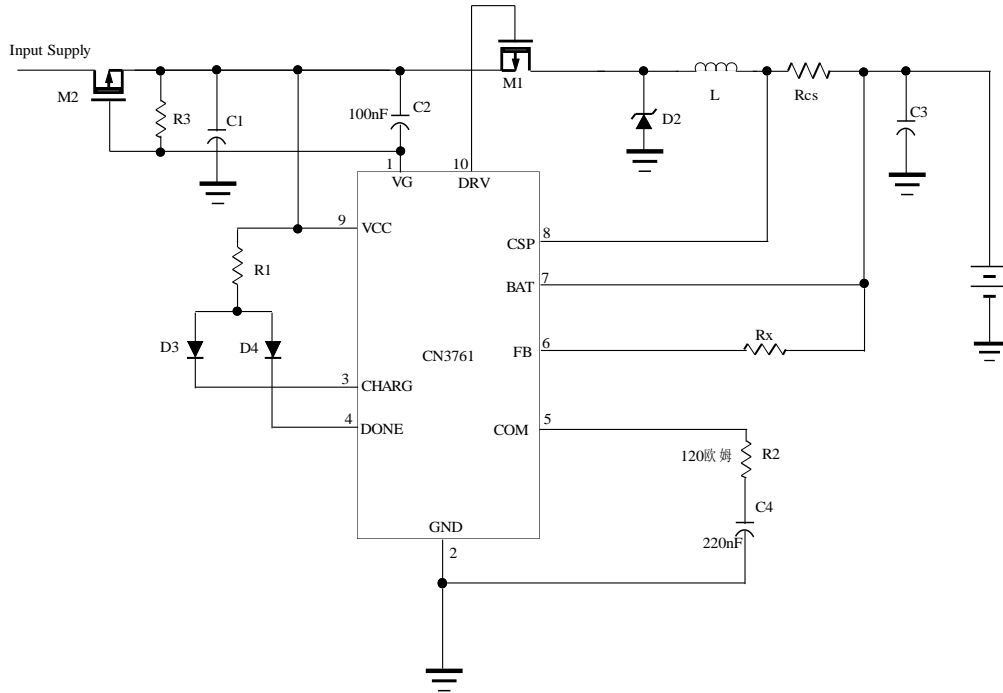 Input Supply
M2
R3
C1
100nF
C2
M1
D2
L
Rcs
C3
1
10
VG
DRV
9
VCC
CSP
8
R1
BAT
7
D3
D4
CN3761
FB
6
Rx
3
CHARG
4
DONE
COM
5
120欧姆
R2
C4
220nF
GND
2